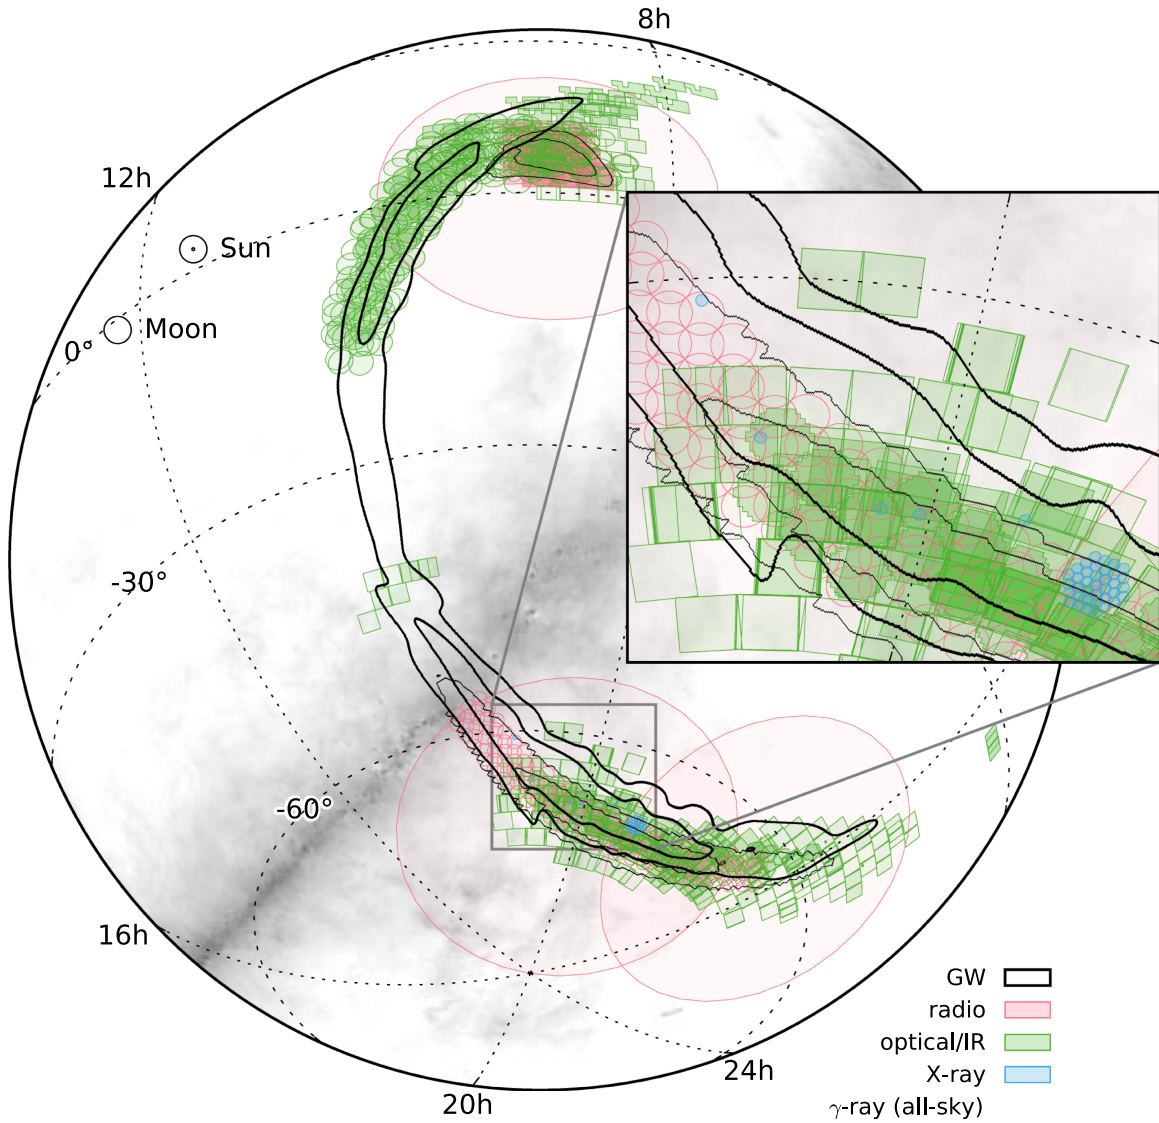 8h
12h
Sun
Moon
0°
-30°
-60°
16h
20h
24h
GW
radio
optical/IR
X-ray
γ-ray (all-sky)